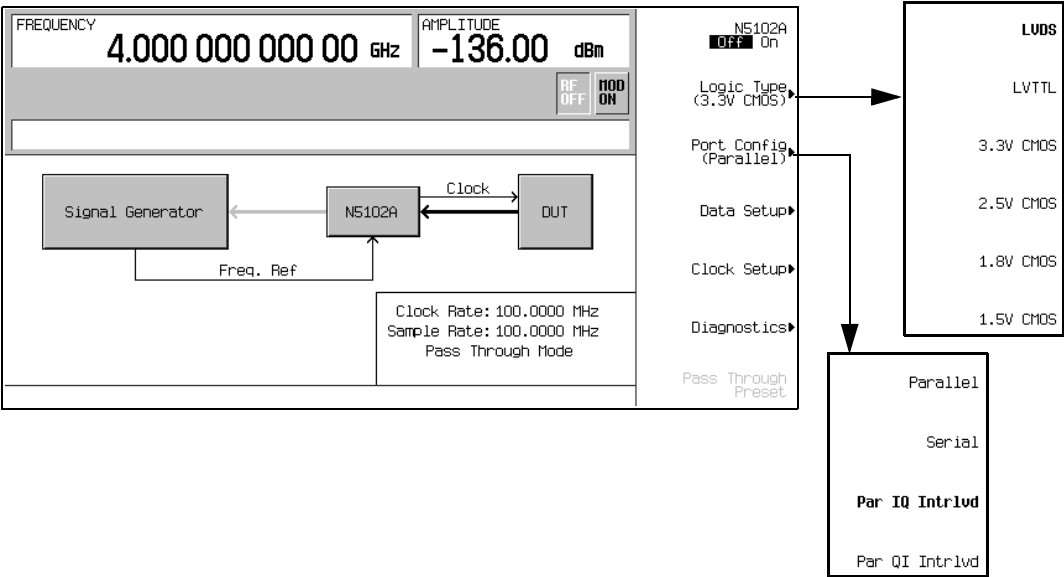 FREQUENCY
4.000 000 000 00 GHz
AMPLITUDE
-136.00 dBm
RF
OFF
MOD
ON
Signal Generator
N5102A
Clock
DUT
Freq. Ref
Clock Rate: 100.0000 MHz
Sample Rate: 100.0000 MHz
Pass Through Mode
N5102A
Off On
Logic Type
(3.3V CMOS)
Port Config
(Parallel)
Data Setup
Clock Setup
Diagnostics
Pass Through
Preset
LVDS
LVTTL
3.3V CMOS
2.5V CMOS
1.8V CMOS
1.5V CMOS
Parallel
Serial
Par IQ Intrlvd
Par QI Intrlvd